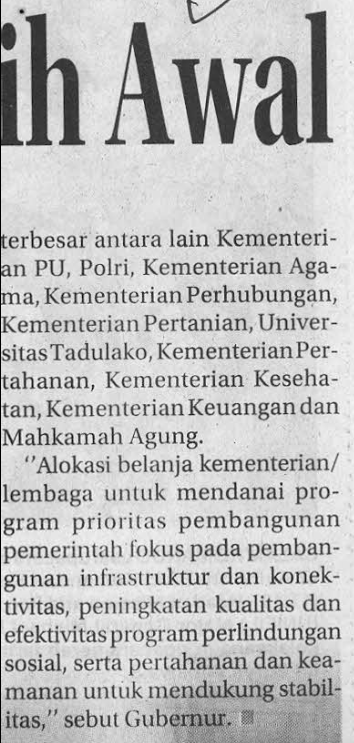 ih Awal
terbesar antara lain Kementeri-
an PU, Polri, Kementerian Aga-
ma, Kementerian Perhubungan,
Kementerian Pertanian, Univer-
sitas Tadulako, Kementerian Per-
tahanan, Kementerian Keseha-
tan, Kementerian Keuangan dan
Mahkamah Agung.
''Alokasi belanja kementerian/
lembaga untuk mendanai pro-
gram prioritas pembangunan
pemerintah fokus pada pemban-
gunan infrastruktur dan konek-
tivitas, peningkatan kualitas dan
efektivitas program perlindungan
sosial, serta pertahanan dan kea-
manan untuk mendukung stabil-
itas,'' sebut Gubernur.